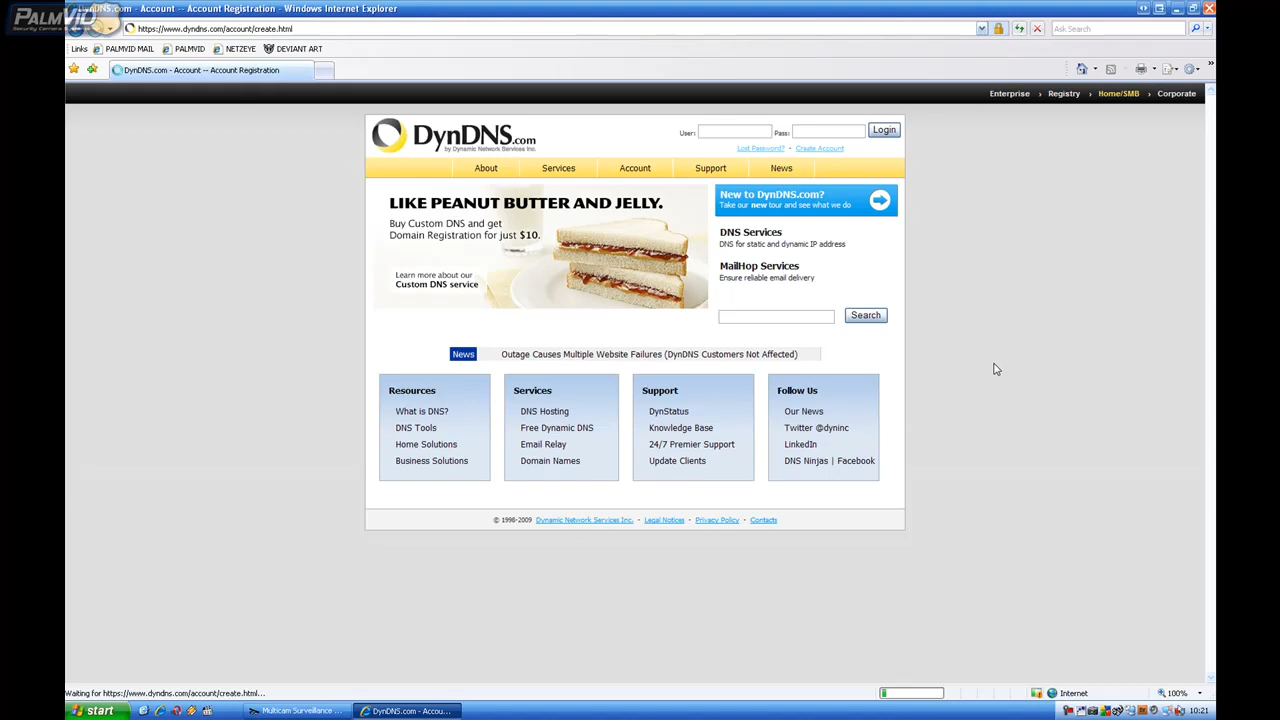 PALMVID
Security Camera
DynDNS.com - Account -- Account Registration - Windows Internet Explorer
https://www.dyndns.com/account/create.html
Ask Search
Links PALMVID MAIL PALMVID NETZEYE DEVIANT ART
DynDNS.com - Account -- Account Registration
Enterprise › Registry › Home/SMB › Corporate
DynDNS.com
by Dynamic Network Services Inc.
User: Pass: Login
Lost Password? - Create Account
About Services Account Support News
LIKE PEANUT BUTTER AND JELLY.
Buy Custom DNS and get
Domain Registration for just $10.
Learn more about our
Custom DNS service
New to DynDNS.com?
Take our new tour and see what we do
DNS Services
DNS for static and dynamic IP address
MailHop Services
Ensure reliable email delivery
Search
News Outage Causes Multiple Website Failures (DynDNS Customers Not Affected)
Resources
What is DNS?
DNS Tools
Home Solutions
Business Solutions
Services
DNS Hosting
Free Dynamic DNS
Email Relay
Domain Names
Support
DynStatus
Knowledge Base
24/7 Premier Support
Update Clients
Follow Us
Our News
Twitter @dyninc
LinkedIn
DNS Ninjas | Facebook
© 1998-2009 Dynamic Network Services Inc. - Legal Notices - Privacy Policy - Contacts
Waiting for https://www.dyndns.com/account/create.html...
Internet 100%
start Multicam Surveillance ... DynDNS.com - Accou... 10:21